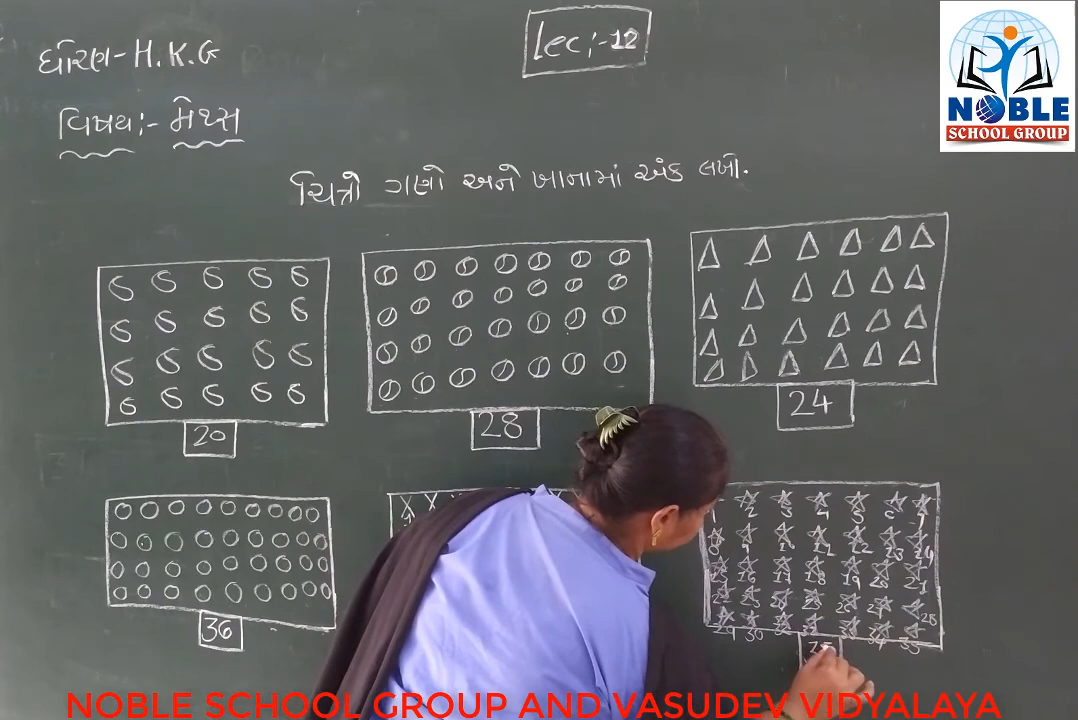 Lec:-12
ધોરણ- H.K.G
વિષય:- મેથ્સ
ચિત્રો ગણો અને ખાનામાં અંક લખો.
NOBLE
SCHOOL GROUP
20
28
24
36
NOBLE SCHOOL GROUP AND VASUDEV VIDYALAYA